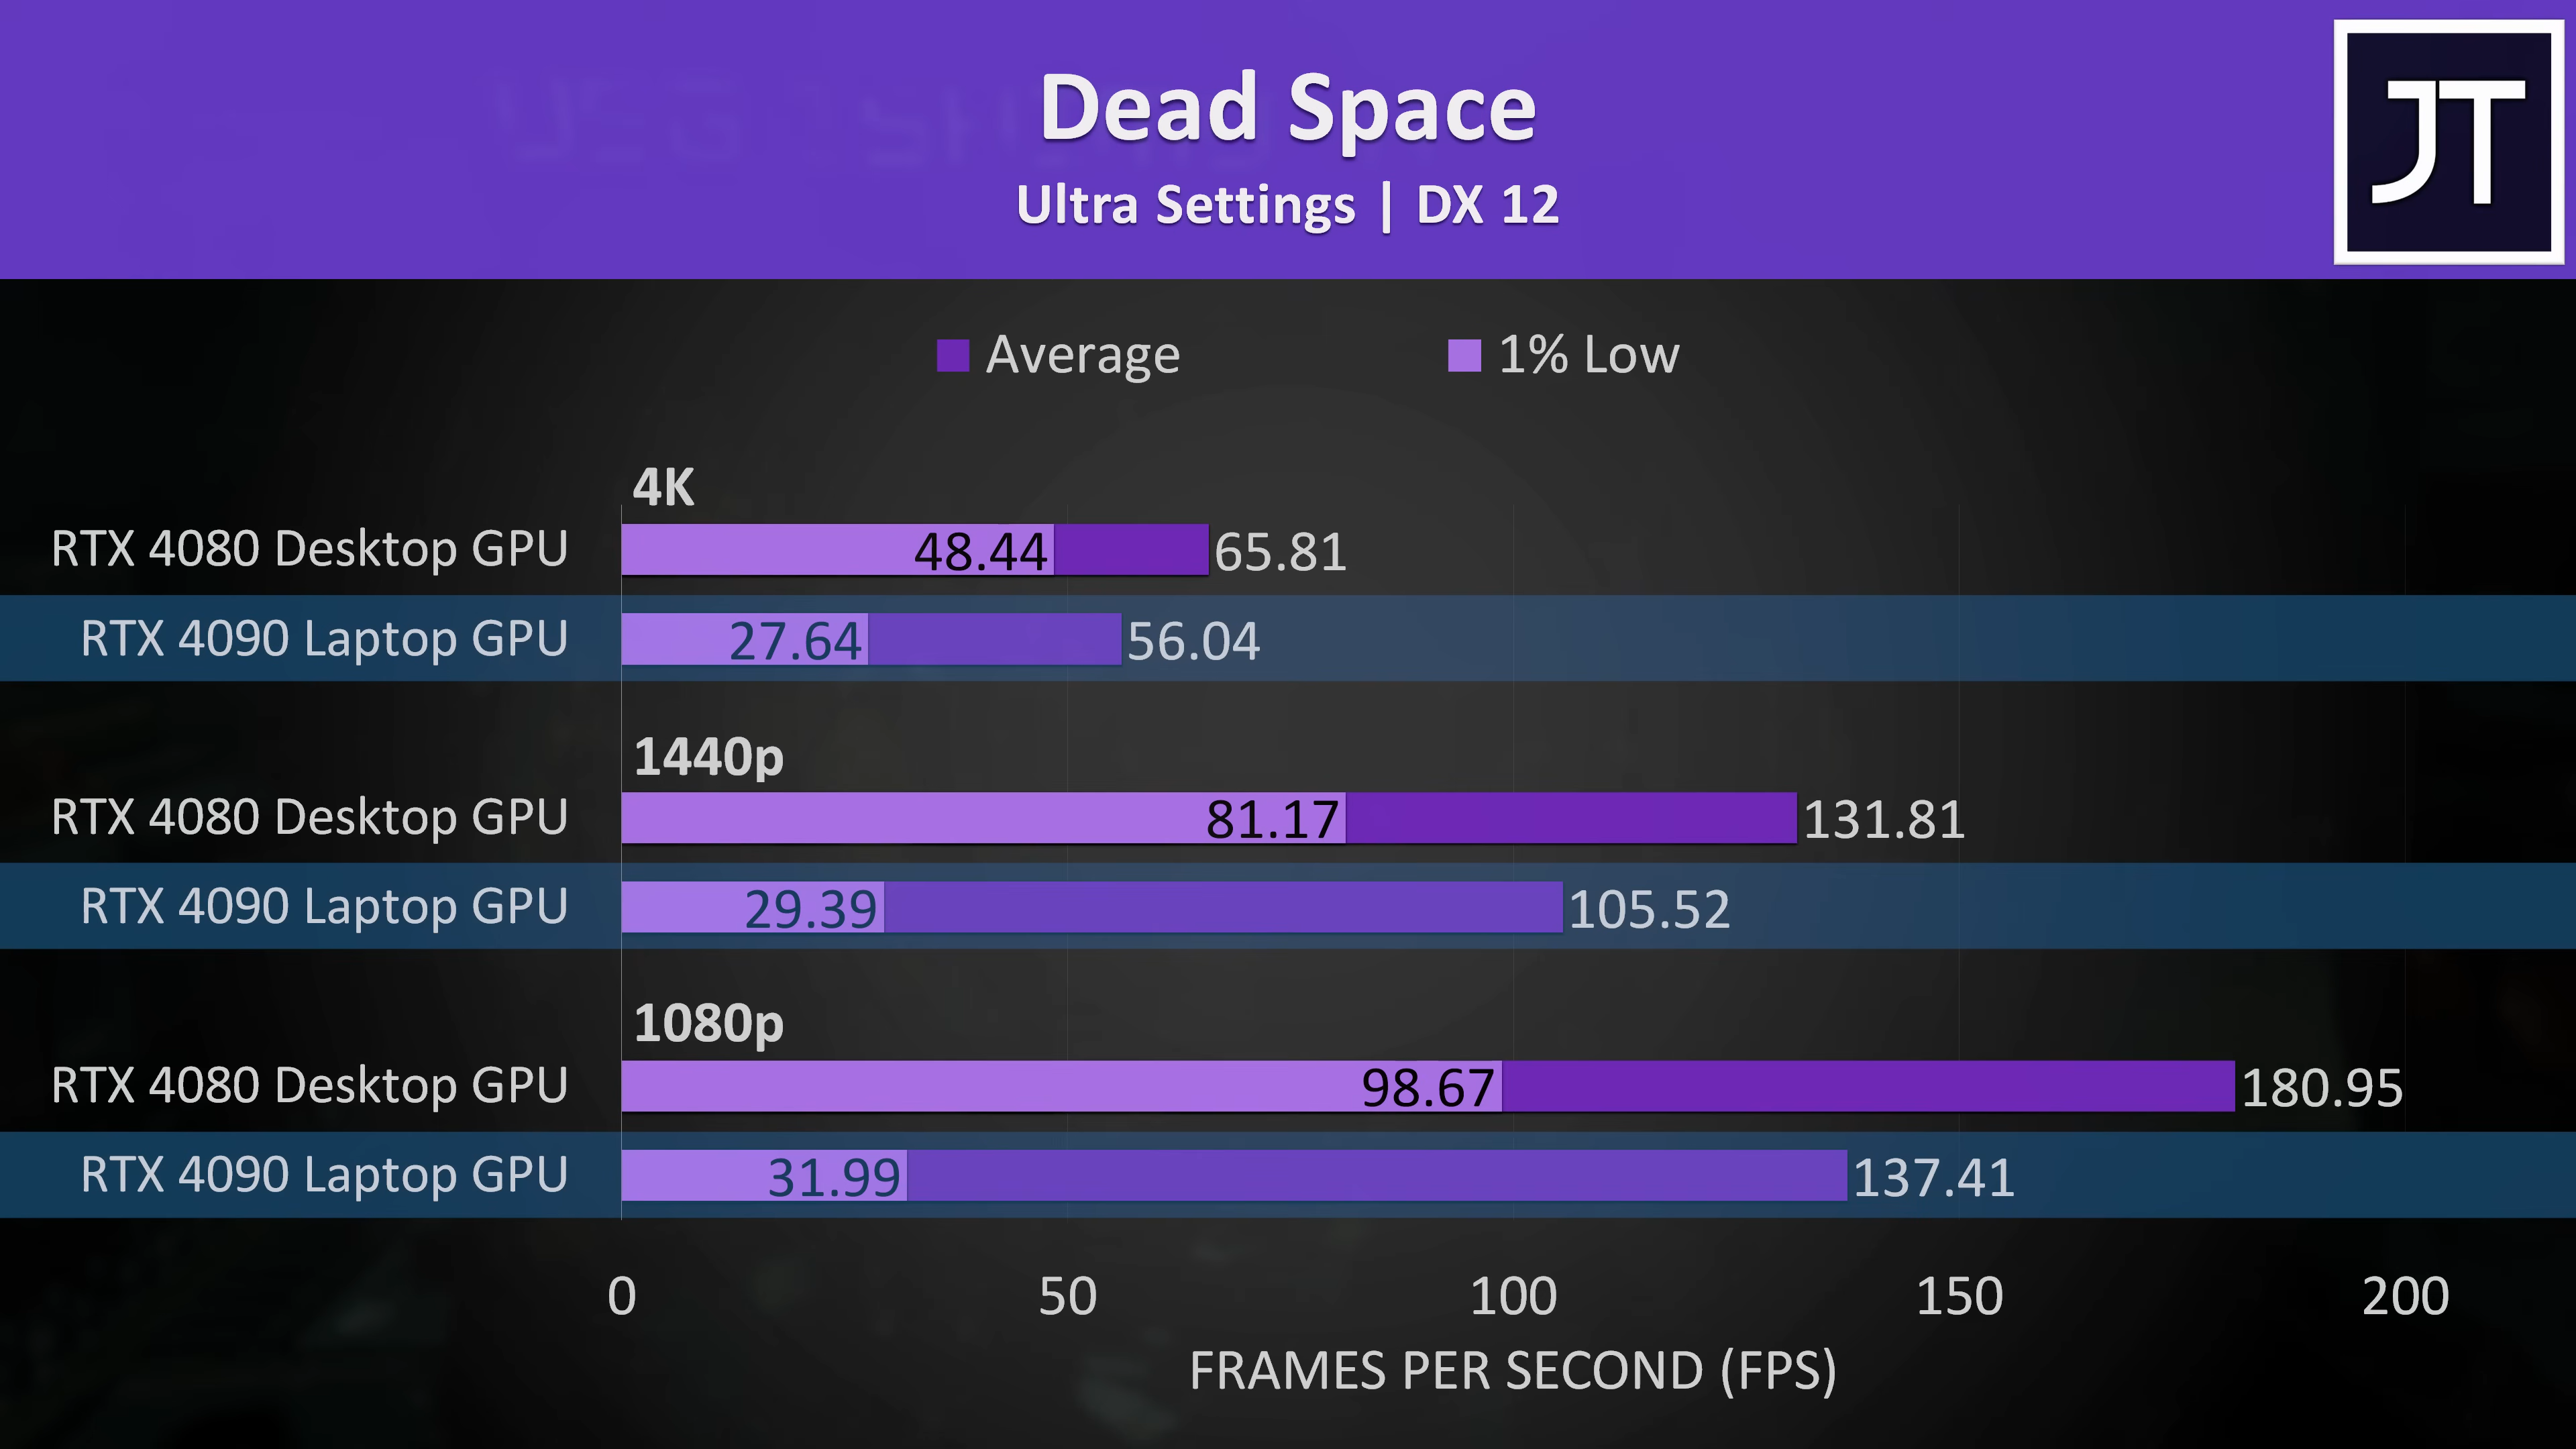 Dead Space
Ultra Settings | DX 12
JT
Average
1% Low
4K
RTX 4080 Desktop GPU
48.44
65.81
RTX 4090 Laptop GPU
27.64
56.04
1440p
RTX 4080 Desktop GPU
81.17
131.81
RTX 4090 Laptop GPU
29.39
105.52
1080p
RTX 4080 Desktop GPU
98.67
180.95
RTX 4090 Laptop GPU
31.99
137.41
0
50
100
150
200
FRAMES PER SECOND (FPS)